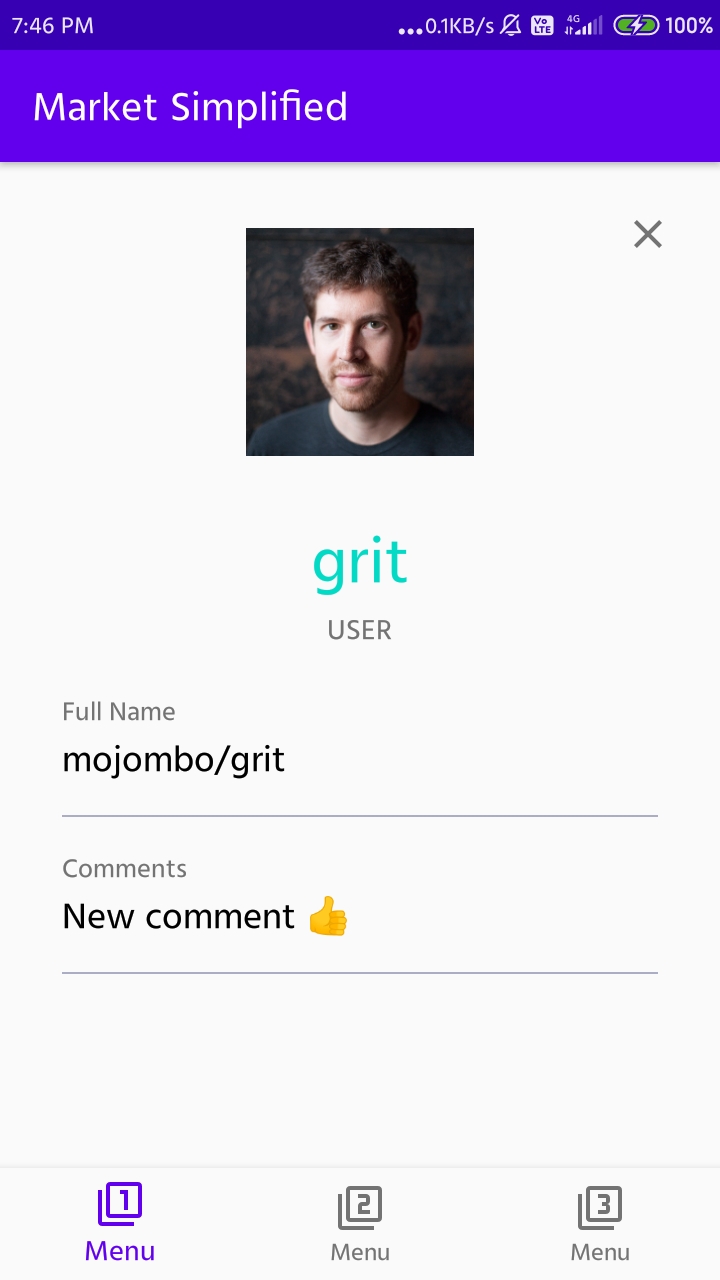 7:46 PM ...0.1KB/s Vo LTE 4G 100%
Market Simplified
grit
USER
Full Name
mojombo/grit
Comments
New comment 👍
1 2 3
Menu Menu Menu